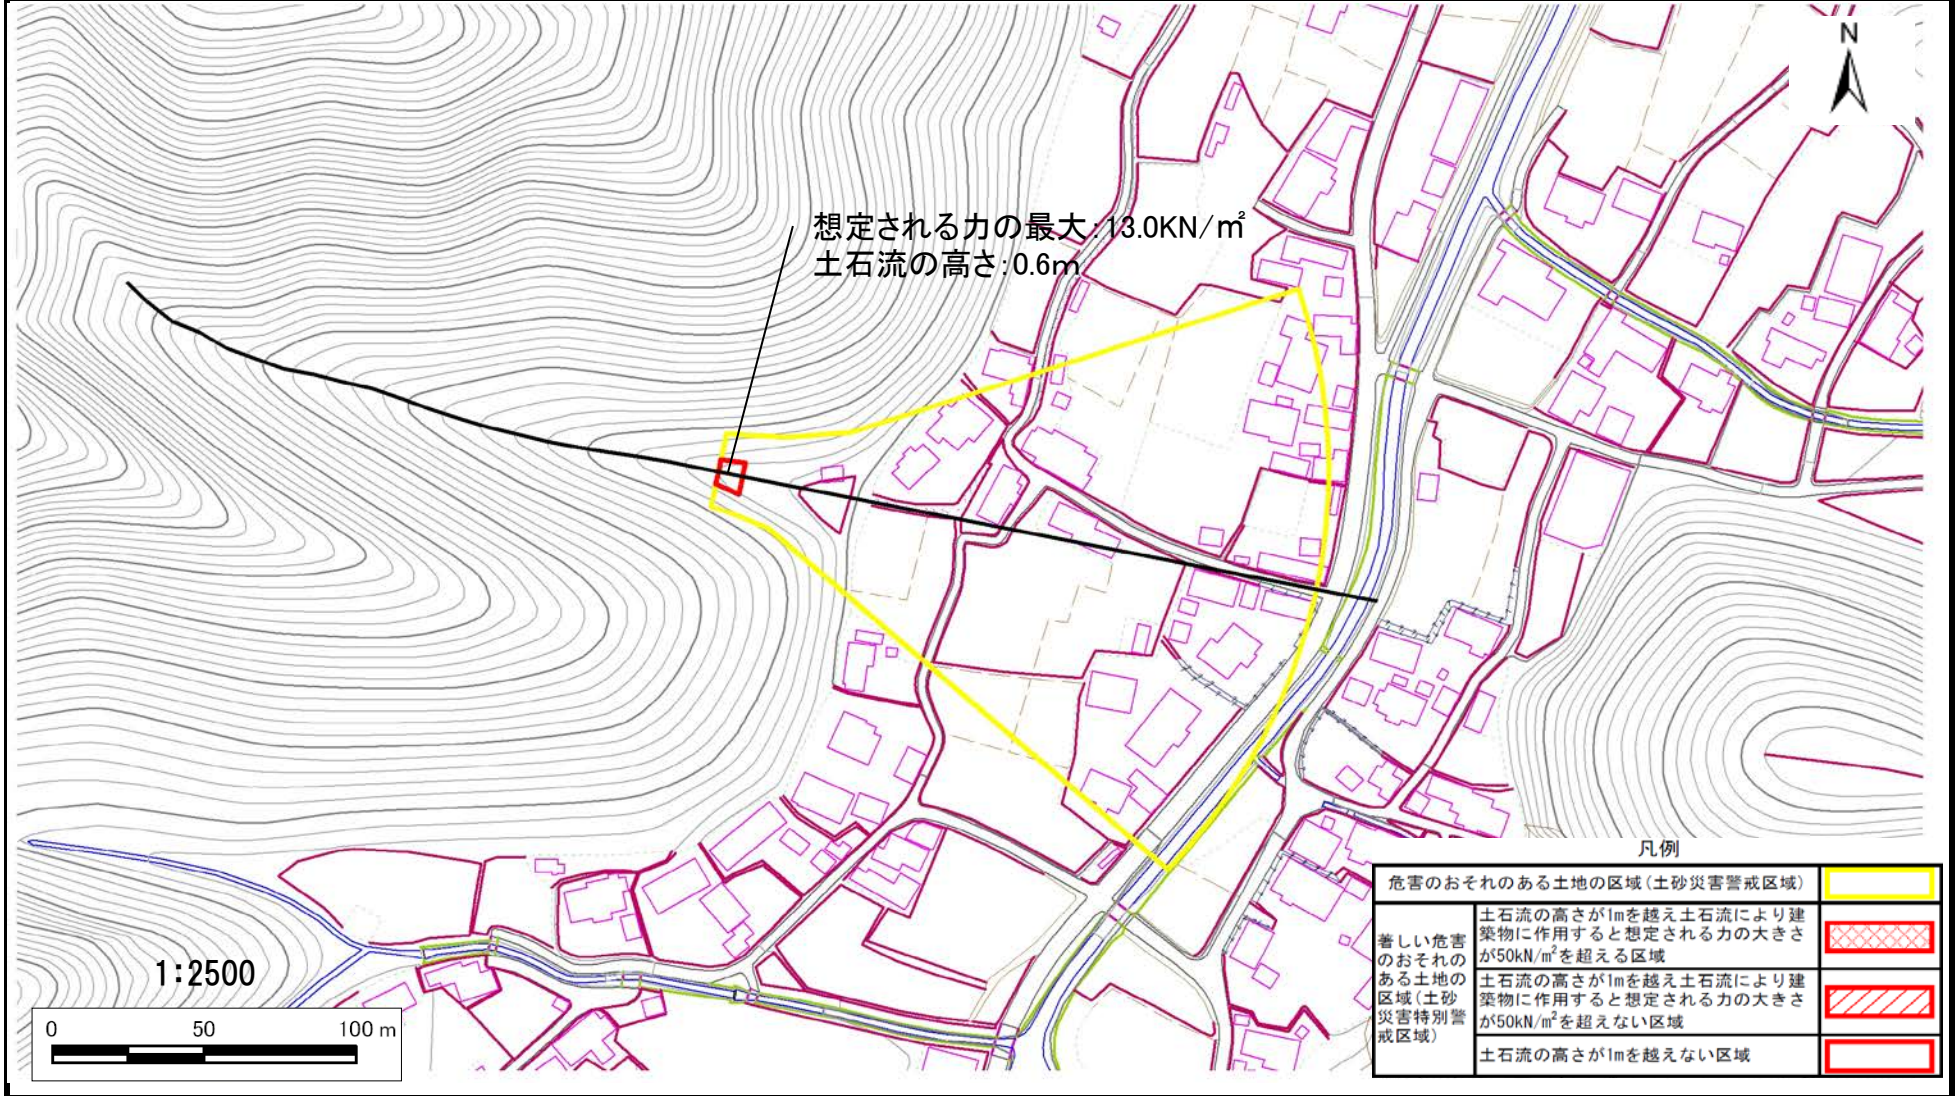 N
想定される力の最大:13.0KN/㎡
土石流の高さ:0.6m
1:2500
0 50 100 m
凡例
危害のおそれのある土地の区域(土砂災害警戒区域)
著しい危害
のおそれの
ある土地の
区域(土砂
災害特別警
戒区域)
土石流の高さが1mを越え土石流により建
築物に作用すると想定される力の大きさ
が50kN/㎡を超える区域
土石流の高さが1mを越え土石流により建
築物に作用すると想定される力の大きさ
が50kN/㎡を超えない区域
土石流の高さが1mを越えない区域